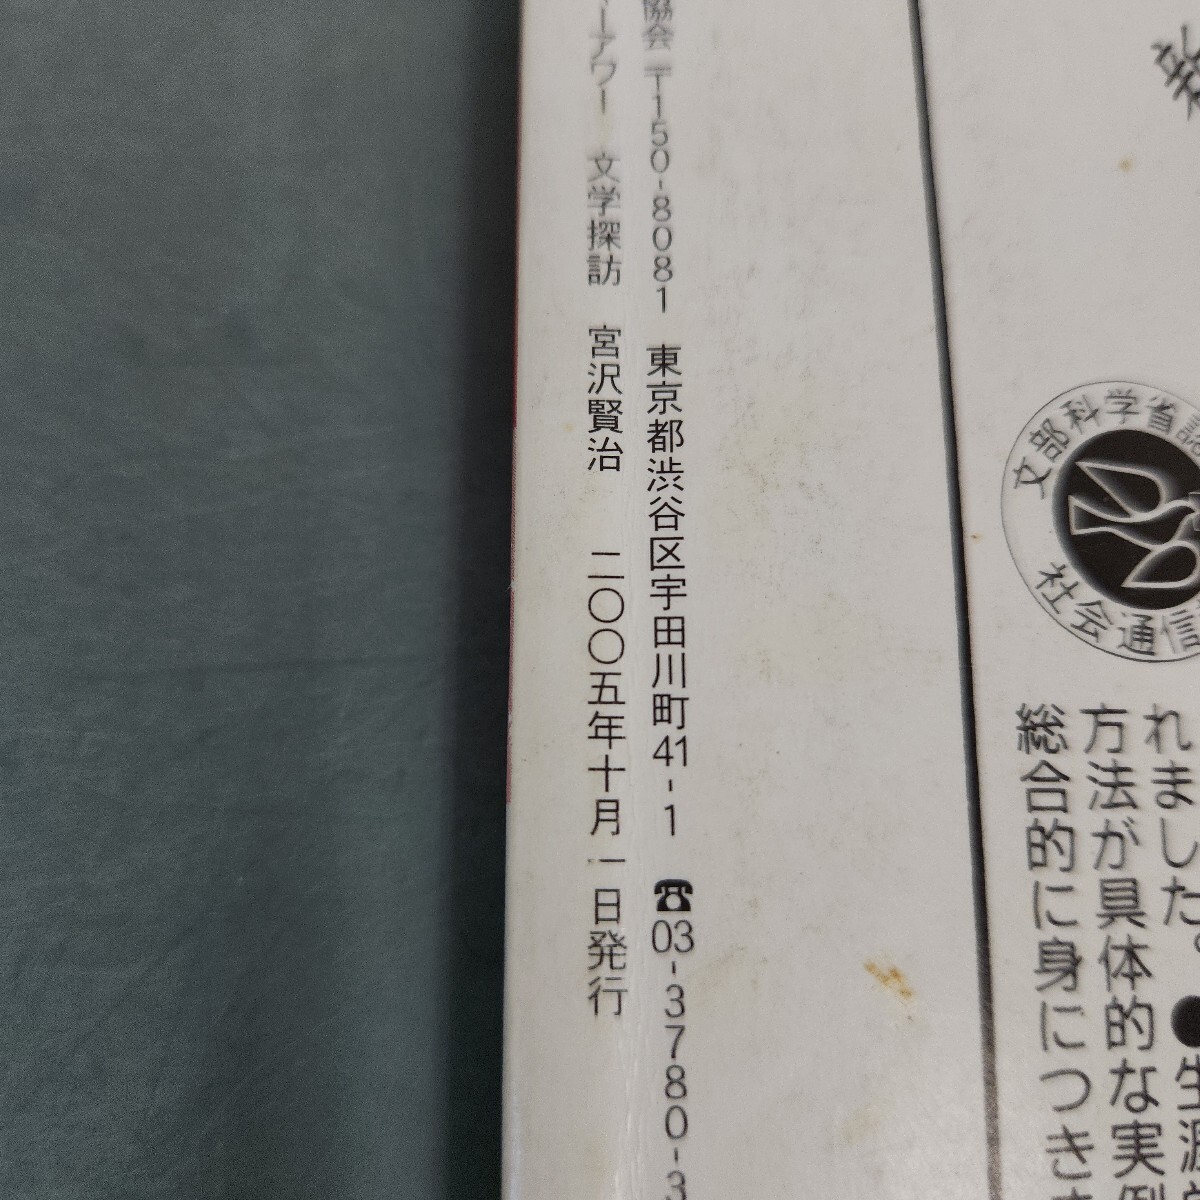 れました。●生涯
方法が具体的な実例
総合的に身につき
文部科学省認
社会通信
協会 〒150-8081 東京都渋谷区宇田川町41-1 ☎03-3780-3
ーアワー 文学探訪 宮沢賢治 二〇〇五年十月一日発行